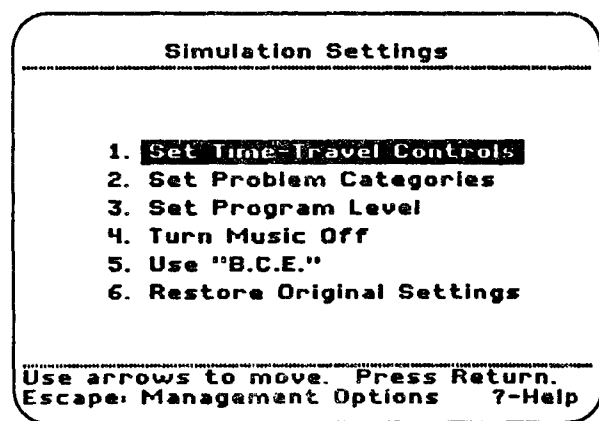 Simulation Settings
1. Set Time-Travel Controls
2. Set Problem Categories
3. Set Program Level
4. Turn Music Off
5. Use "B.C.E."
6. Restore Original Settings
Use arrows to move. Press Return.
Escape: Management Options ?-Help